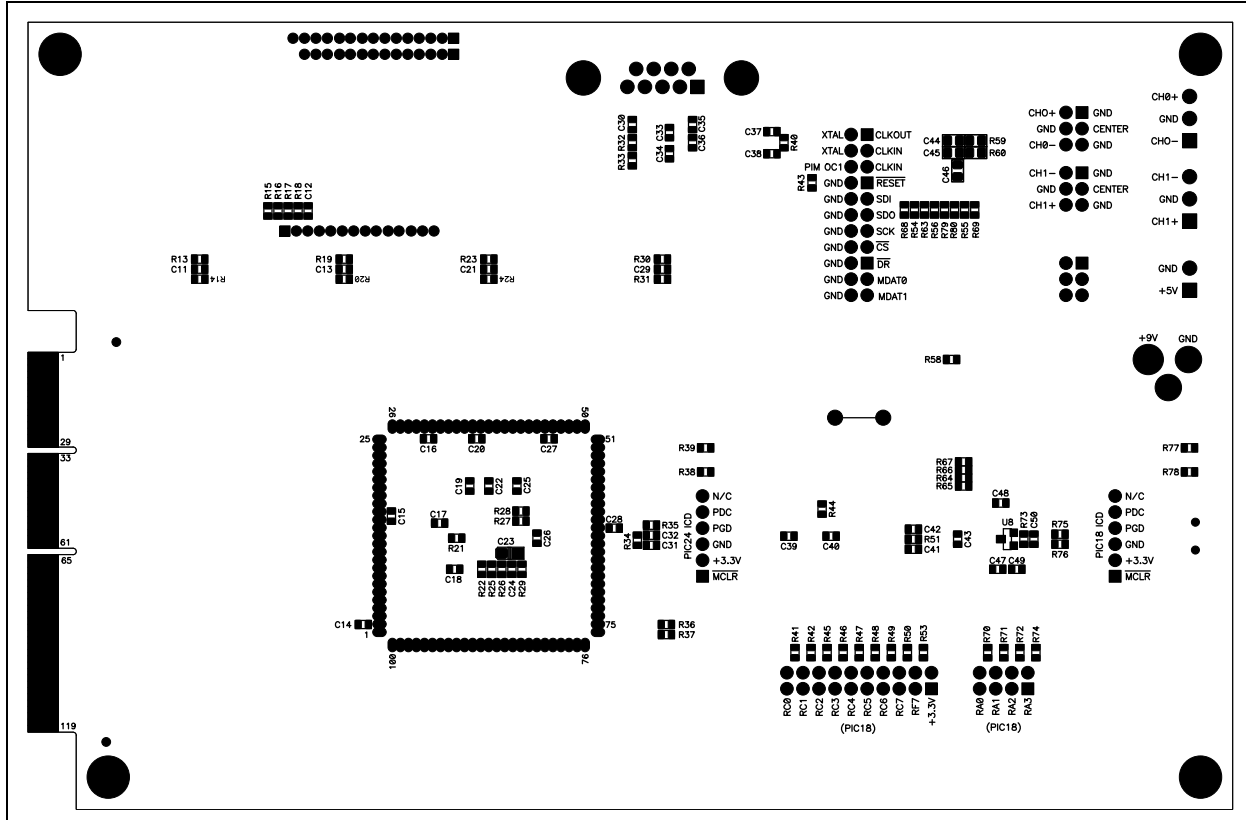 CH0+
GND
CHO-
CH1-
GND
CH1+
GND
+5V
CHO+ GND
GND CENTER
CH0- GND
CH1- GND
GND CENTER
CH1+ GND
C30
R32
R33
C33
C34
C35
C36
C37
C38
R40
R43
XTAL CLKOUT
XTAL CLKIN
PIM OC1 CLKIN
GND RESET
GND SDI
GND SDO
GND SCK
GND CS
GND DR
GND MDAT0
GND MDAT1
C44 R59
C45 R60
C46
R68
R54
R63
R56
R79
R80
R55
R69
R15
R16
R17
R18
C12
R13
C11
R14
R19
C13
R20
R23
C21
R24
R30
C29
R31
+9V GND
R58
1
29
33
61
65
119
26
50
25
51
C16
C20
C27
R39
R38
R77
R78
C19
C22
C25
C15
C17
R28
R27
R21
C26
C23
C18
R22
R25
R26
C24
R29
C28
R34
R35
C32
C31
C14
1
75
100
76
R36
R37
PIC24 ICD
N/C
PDC
PGD
GND
+3.3V
MCLR
R44
C39
C40
R67
R66
R64
R65
C42
R51
C41
C43
C48
U8
R73
C50
C47
C49
R75
R76
PIC18 ICD
N/C
PDC
PGD
GND
+3.3V
MCLR
R41
R42
R45
R46
R47
R48
R49
R50
R53
RC0
RC1
RC2
RC3
RC4
RC5
RC6
RC7
RF7
+3.3V
(PIC18)
R70
R71
R72
R74
RA0
RA1
RA2
RA3
(PIC18)